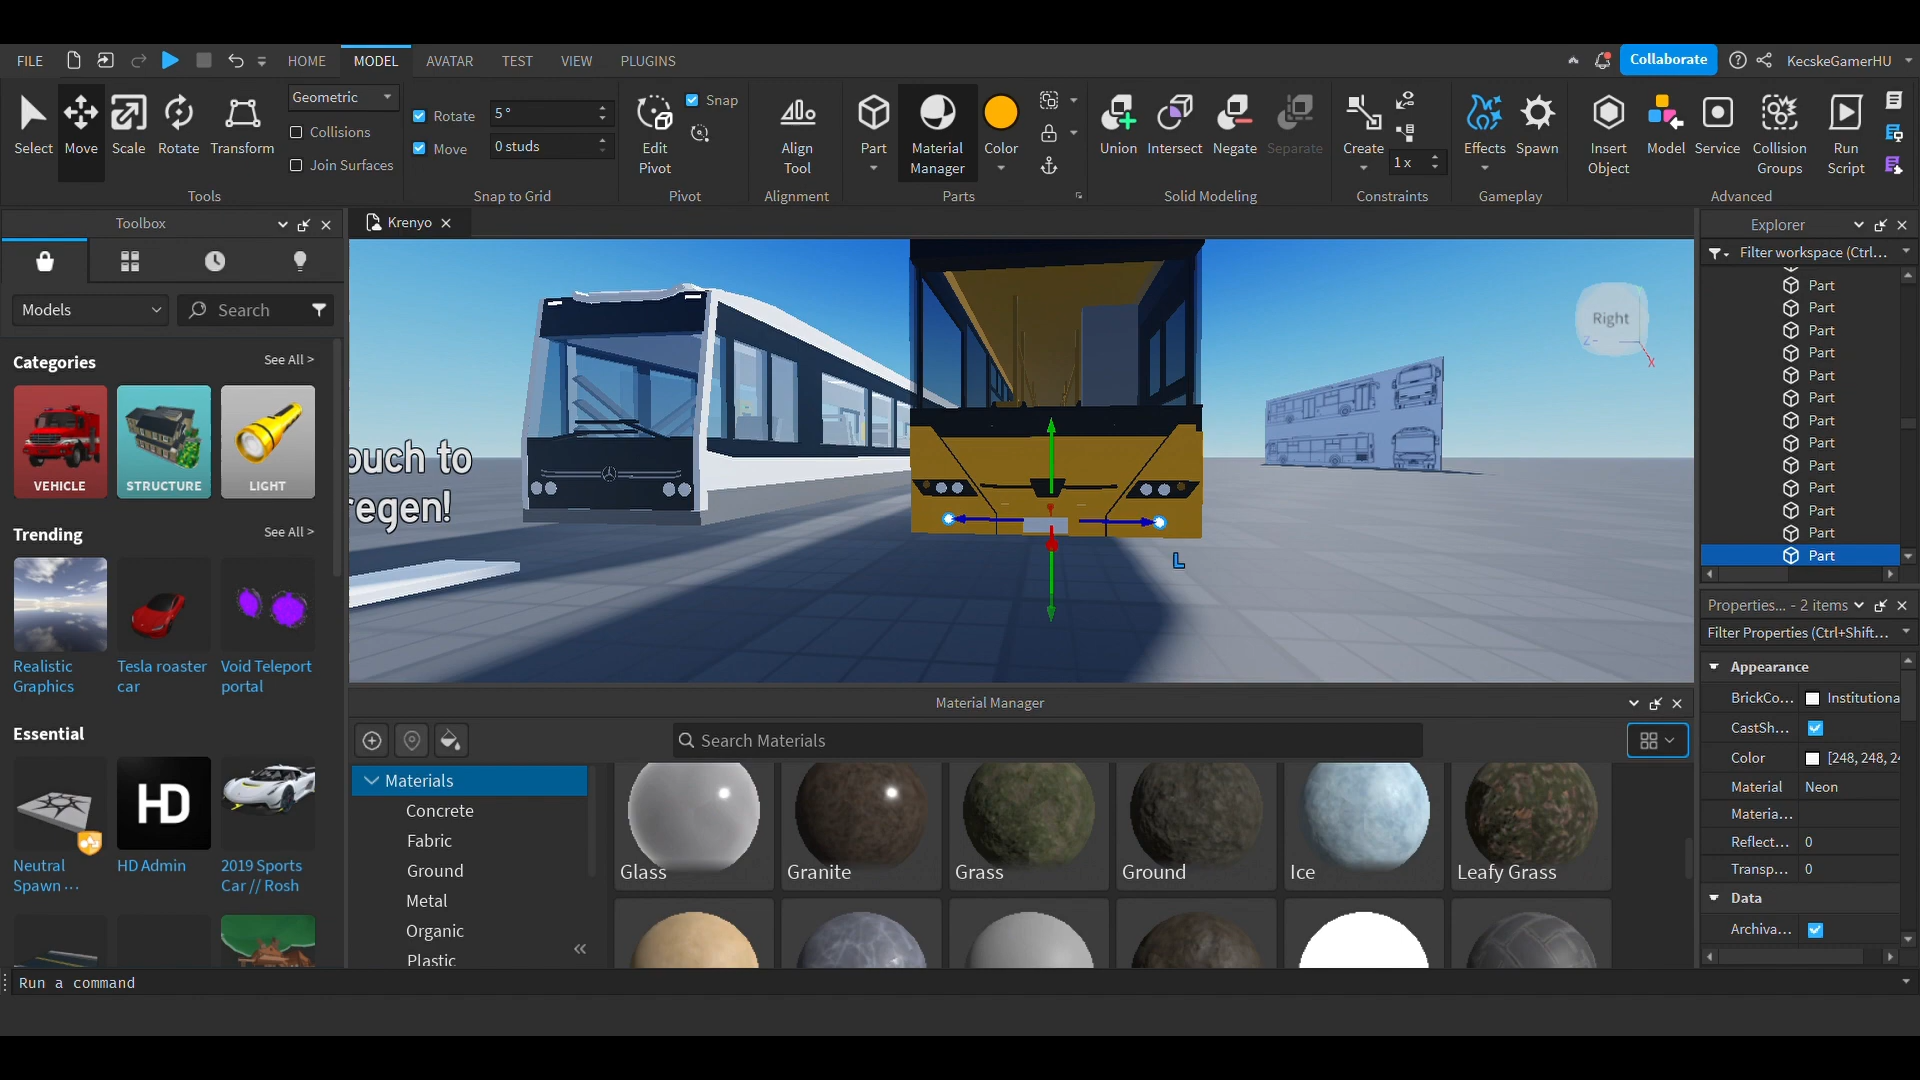 FILE
HOME
MODEL
AVATAR
TEST
VIEW
PLUGINS
Collaborate
KecskeGamerHU
Select
Move
Scale
Rotate
Transform
Geometric
Collisions
Join Surfaces
Tools
Rotate
5 °
Move
0 studs
Snap to Grid
Edit
Pivot
Snap
Pivot
Align
Tool
Alignment
Part
Material
Manager
Color
Parts
Union
Intersect
Negate
Separate
Solid Modeling
Create
1 x
Constraints
Effects
Spawn
Gameplay
Insert
Object
Model
Service
Collision
Groups
Run
Script
Advanced
Toolbox
Models
Search
Categories
See All >
VEHICLE
STRUCTURE
LIGHT
Trending
See All >
Realistic
Graphics
Tesla roaster
car
Void Teleport
portal
Essential
HD
Neutral
Spawn ...
HD Admin
2019 Sports
Car // Rosh
Krenyo
ouch to
regen!
L
Right
Z
X
Material Manager
Search Materials
Materials
Concrete
Fabric
Ground
Metal
Organic
Plastic
Glass
Granite
Grass
Ground
Ice
Leafy Grass
Explorer
Filter workspace (Ctrl...
Part
Part
Part
Part
Part
Part
Part
Part
Part
Part
Part
Part
Part
Properties... - 2 items
Filter Properties (Ctrl+Shift...
Appearance
BrickCo...
Instituciona
CastSh...
Color
[248, 248, 24
Material
Neon
Materia...
Reflect...
0
Transp...
0
Data
Archiva...
Run a command